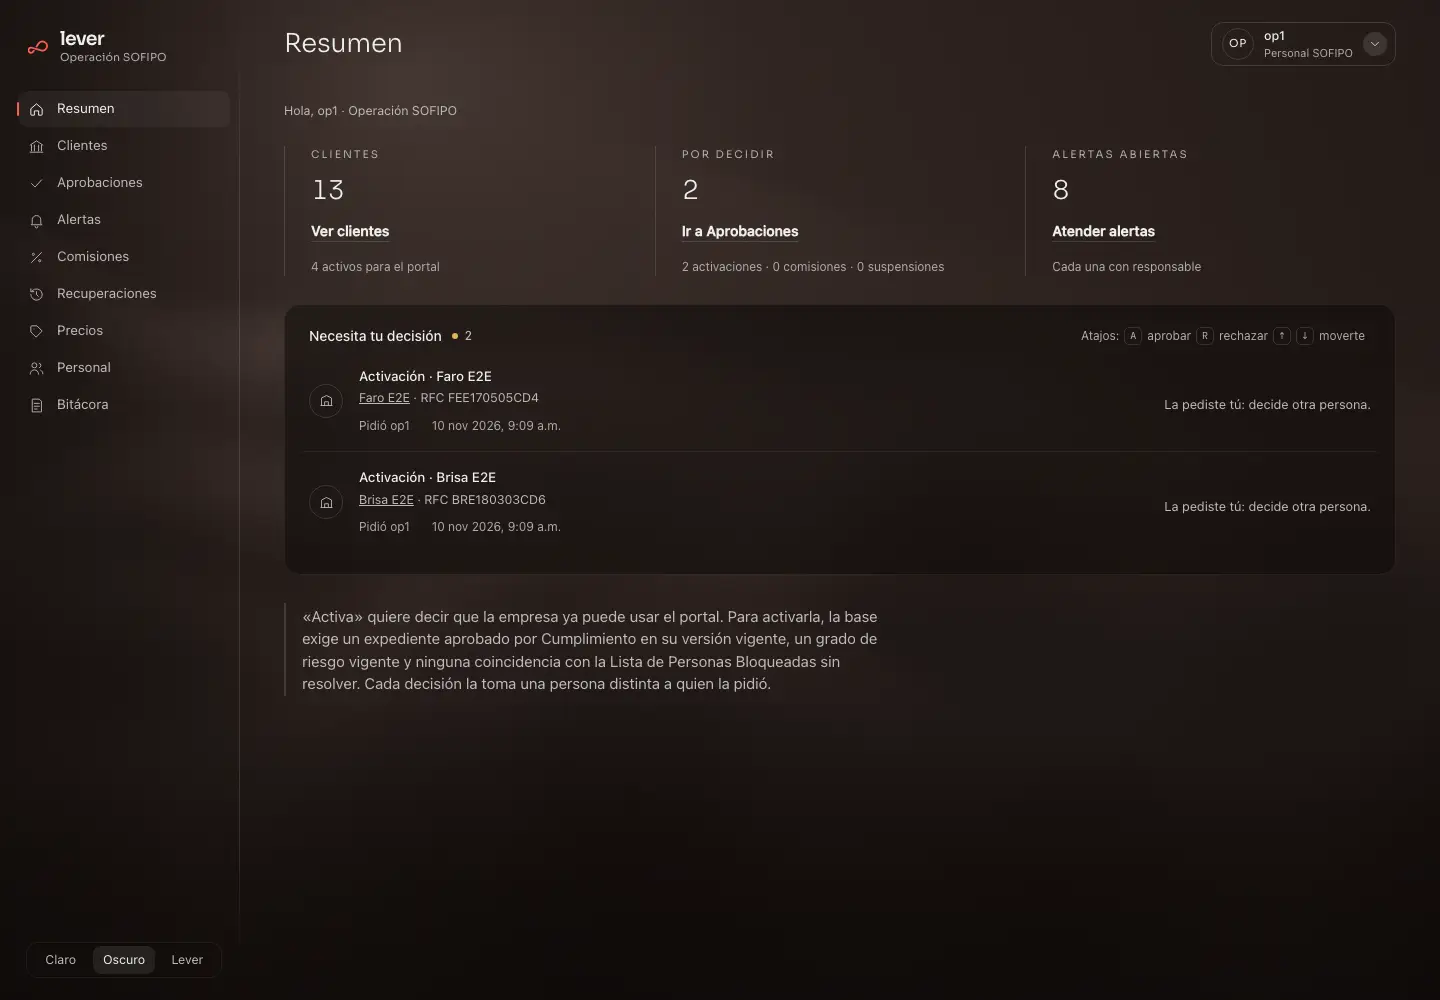 lever
Operación SOFIPO
Resumen
Clientes
Aprobaciones
Alertas
Comisiones
Recuperaciones
Precios
Personal
Bitácora
Claro
Oscuro
Lever
Resumen
OP
op1
Personal SOFIPO
Hola, op1 · Operación SOFIPO
CLIENTES
13
Ver clientes
4 activos para el portal
POR DECIDIR
2
Ir a Aprobaciones
2 activaciones · 0 comisiones · 0 suspensiones
ALERTAS ABIERTAS
8
Atender alertas
Cada una con responsable
Necesita tu decisión 2
Atajos: A aprobar R rechazar ↑ ↓ moverte
Activación · Faro E2E
Faro E2E · RFC FEE170505CD4
Pidió op1 10 nov 2026, 9:09 a.m.
La pediste tú: decide otra persona.
Activación · Brisa E2E
Brisa E2E · RFC BRE180303CD6
Pidió op1 10 nov 2026, 9:09 a.m.
La pediste tú: decide otra persona.
«Activa» quiere decir que la empresa ya puede usar el portal. Para activarla, la base
exige un expediente aprobado por Cumplimiento en su versión vigente, un grado de
riesgo vigente y ninguna coincidencia con la Lista de Personas Bloqueadas sin
resolver. Cada decisión la toma una persona distinta a quien la pidió.